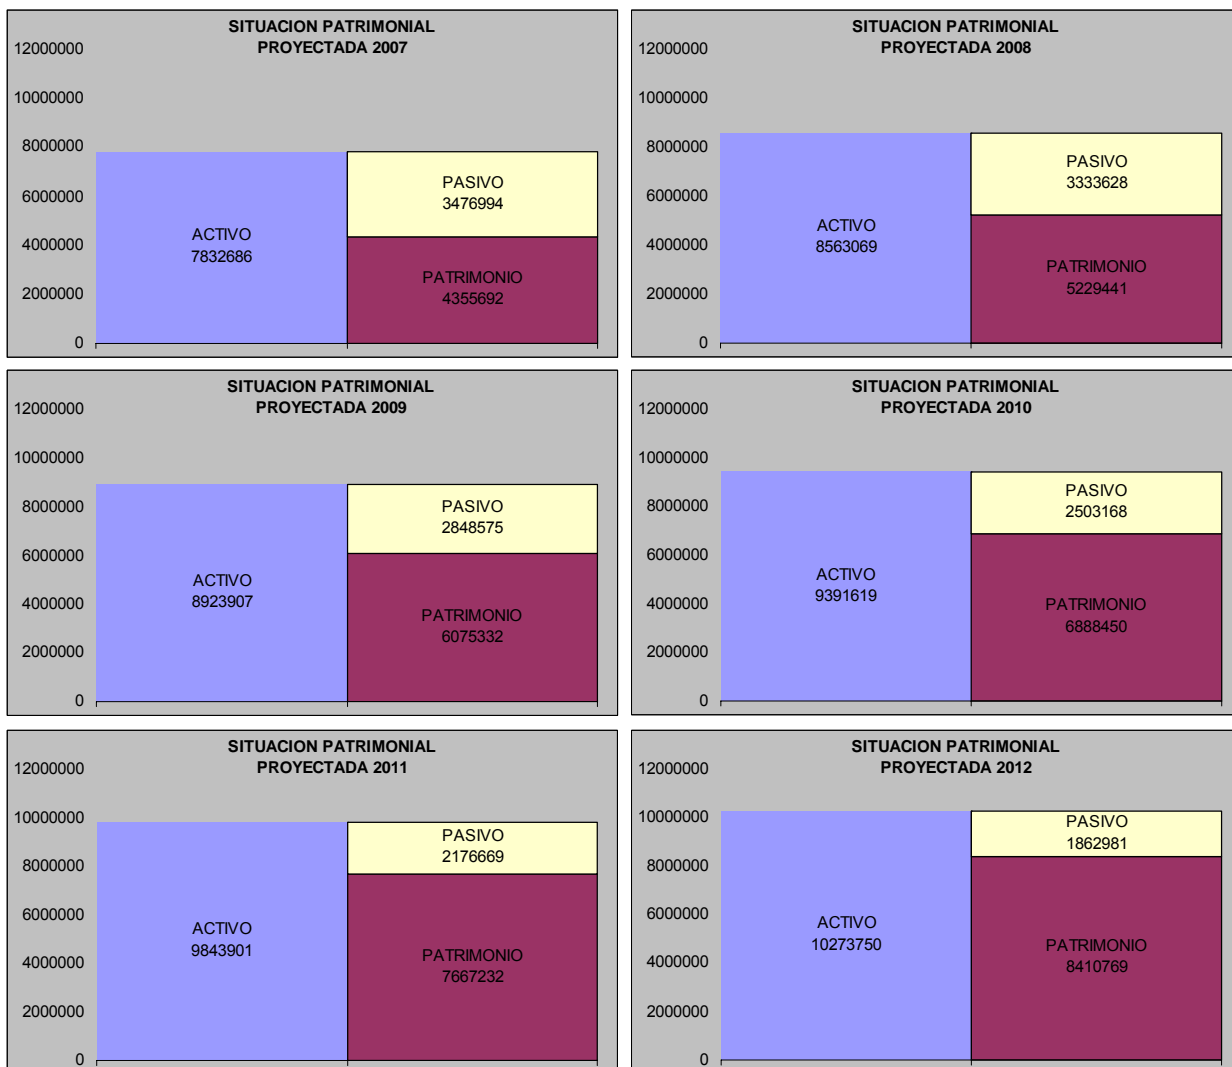 SITUACION PATRIMONIAL
PROYECTADA 2007
12000000
10000000
8000000
6000000
4000000
2000000
0
ACTIVO
7832686
PASIVO
3476994
PATRIMONIO
4355692
SITUACION PATRIMONIAL
PROYECTADA 2008
12000000
10000000
8000000
6000000
4000000
2000000
0
ACTIVO
8563069
PASIVO
3333628
PATRIMONIO
5229441
SITUACION PATRIMONIAL
PROYECTADA 2009
12000000
10000000
8000000
6000000
4000000
2000000
0
ACTIVO
8923907
PASIVO
2848575
PATRIMONIO
6075332
SITUACION PATRIMONIAL
PROYECTADA 2010
12000000
10000000
8000000
6000000
4000000
2000000
0
ACTIVO
9391619
PASIVO
2503168
PATRIMONIO
6888450
SITUACION PATRIMONIAL
PROYECTADA 2011
12000000
10000000
8000000
6000000
4000000
2000000
0
ACTIVO
9843901
PASIVO
2176669
PATRIMONIO
7667232
SITUACION PATRIMONIAL
PROYECTADA 2012
12000000
10000000
8000000
6000000
4000000
2000000
0
ACTIVO
10273750
PASIVO
1862981
PATRIMONIO
8410769